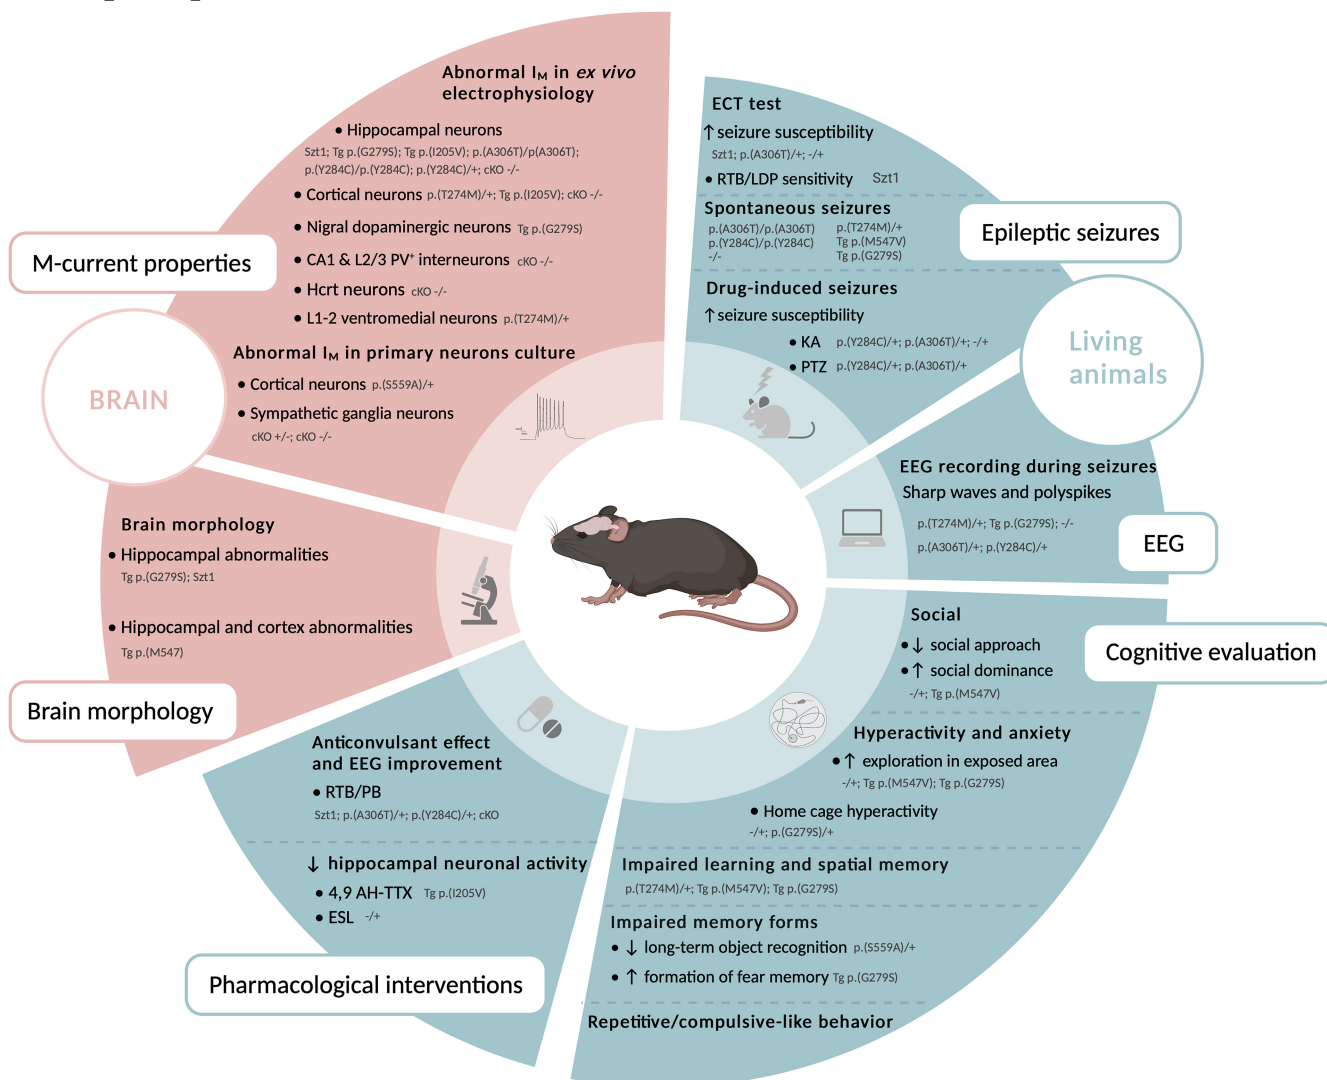 Abnormal IM in ex vivo
electrophysiology
• Hippocampal neurons
Szt1; Tg p.(G279S); Tg p.(I205V); p.(A306T)/p(A306T);
p.(Y284C)/p.(Y284C); p.(Y284C)/+; cKO -/-
• Cortical neurons p.(T274M)/+; Tg p.(I205V); cKO -/-
• Nigral dopaminergic neurons Tg p.(G279S)
• CA1 & L2/3 PV+ interneurons cKO -/-
• Hcrt neurons cKO -/-
• L1-2 ventromedial neurons p.(T274M)/+
Abnormal IM in primary neurons culture
• Cortical neurons p.(S559A)/+
• Sympathetic ganglia neurons
cKO +/-; cKO -/-
M-current properties
BRAIN
Brain morphology
• Hippocampal abnormalities
Tg p.(G279S); Szt1
• Hippocampal and cortex abnormalities
Tg p.(M547)
Brain morphology
ECT test
↑ seizure susceptibility
Szt1; p.(A306T)/+; -/+
• RTB/LDP sensitivity Szt1
Spontaneous seizures
p.(A306T)/p.(A306T) p.(T274M)/+
p.(Y284C)/p.(Y284C) Tg p.(M547V)
-/- Tg p.(G279S)
Drug-induced seizures
↑ seizure susceptibility
• KA p.(Y284C)/+; p.(A306T)/+; -/+
• PTZ p.(Y284C)/+; p.(A306T)/+
Epileptic seizures
Living
animals
EEG recording during seizures
Sharp waves and polyspikes
p.(T274M)/+; Tg p.(G279S); -/-
p.(A306T)/+; p.(Y284C)/+
EEG
Social
• ↓ social approach
• ↑ social dominance
-/+; Tg p.(M547V)
Cognitive evaluation
Hyperactivity and anxiety
• ↑ exploration in exposed area
-/+; Tg p.(M547V); Tg p.(G279S)
• Home cage hyperactivity
-/+; p.(G279S)/+
Impaired learning and spatial memory
p.(T274M)/+; Tg p.(M547V); Tg p.(G279S)
Impaired memory forms
• ↓ long-term object recognition p.(S559A)/+
• ↑ formation of fear memory Tg p.(G279S)
Repetitive/compulsive-like behavior
Anticonvulsant effect
and EEG improvement
• RTB/PB
Szt1; p.(A306T)/+; p.(Y284C)/+; cKO
↓ hippocampal neuronal activity
• 4,9 AH-TTX Tg p.(I205V)
• ESL -/+
Pharmacological interventions